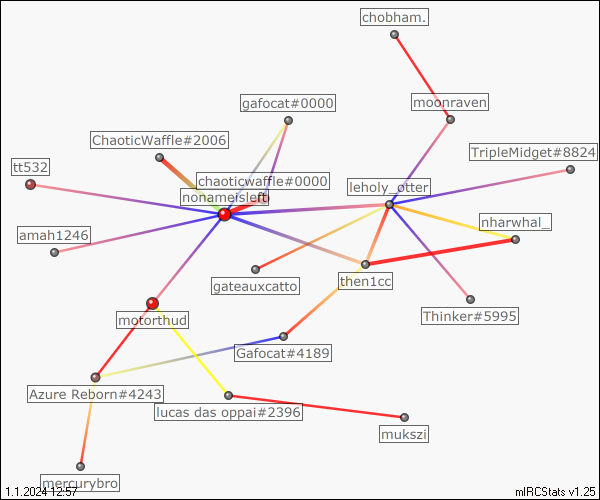 chobham.
gafocat#0000
moonraven
ChaoticWaffle#2006
TripleMidget#8824
tt532
chaoticwaffle#0000
nonameisleft
leholy_otter
nharwhal_
amah1246
gateauxcatto
then1cc
Thinker#5995
motorthud
Gafocat#4189
Azure Reborn#4243
lucas das oppai#2396
mukszi
mercurybro
1.1.2024 12:57
mIRCStats v1.25